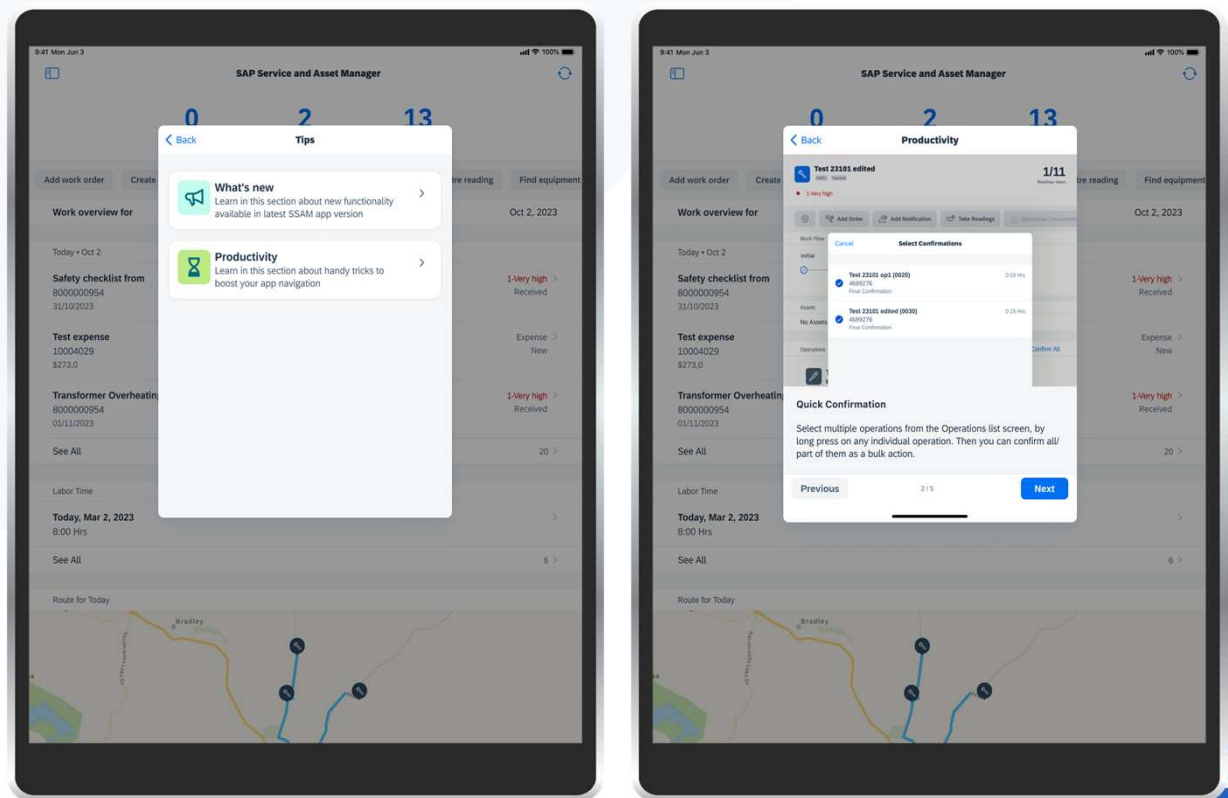 9:41 Mon Jun 3
100%
SAP Service and Asset Manager
0 2 13
Back
Tips
Add work order
Create
tre reading
Find equipment
What's new
Learn in this section about new functionality
available in latest SSAM app version
Productivity
Learn in this section about handy tricks to
boost your app navigation
Work overview for
Oct 2, 2023
Today • Oct 2
Safety checklist from
1-Very high
8000000954
Received
31/10/2023
Test expense
Expense
10004029
New
$273,0
Transformer Overheatin
1-Very high
8000000954
Received
01/11/2023
See All
20
Labor Time
Today, Mar 2, 2023
8:00 Hrs
See All
6
Route for Today
Bradley
9:41 Mon Jun 3
100%
SAP Service and Asset Manager
0 2 13
Back
Productivity
Add work order
Create
tre reading
Find equipment
Test 23101 edited
1/11
Readings taken
1-Very high
Add Order
Add Notification
Take Readings
Work Flow
Initial
Cancel
Select Confirmations
Test 23101 op1 (0020)
0:15 Hrs
4689276
Final Confirmation
Test 23101 edited (0030)
0:15 Hrs
4689276
Final Confirmation
Assets
No Assets
Operations
Confirm All
Quick Confirmation
Select multiple operations from the Operations list screen, by
long press on any individual operation. Then you can confirm all/
part of them as a bulk action.
Previous
2 / 5
Next
Work overview for
Oct 2, 2023
Today • Oct 2
Safety checklist from
1-Very high
8000000954
Received
31/10/2023
Test expense
Expense
10004029
New
$273,0
Transformer Overheatin
1-Very high
8000000954
Received
01/11/2023
See All
20
Labor Time
Today, Mar 2, 2023
8:00 Hrs
See All
6
Route for Today
Bradley